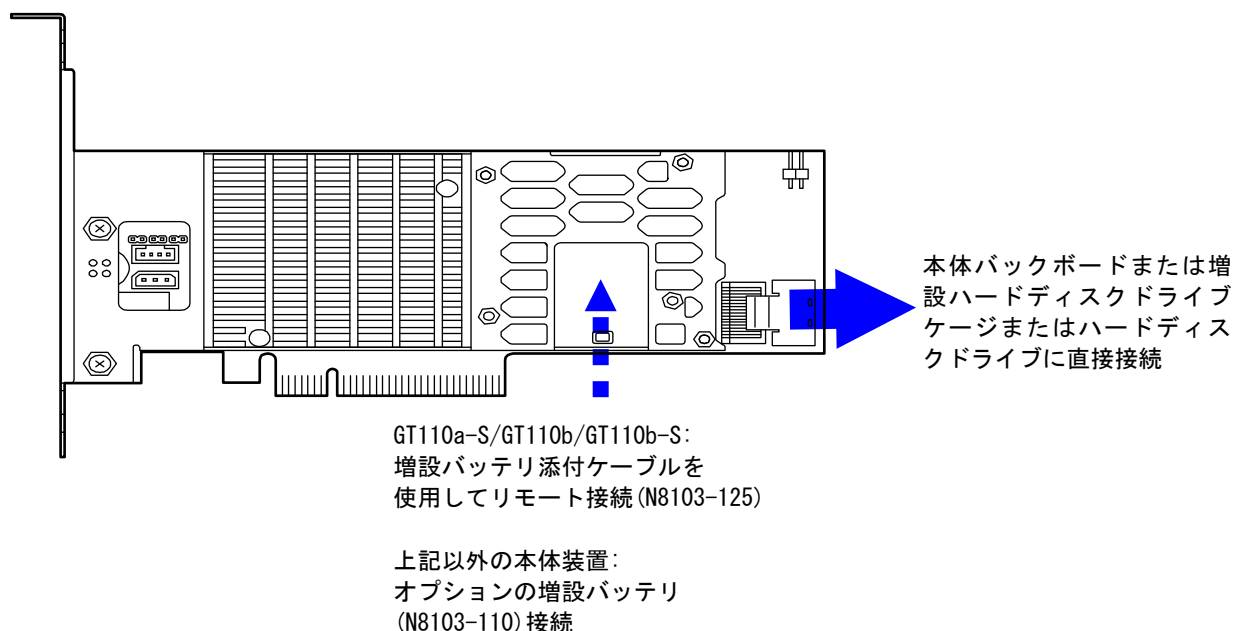 本体バックボードまたは増
設ハードディスクドライブ
ケージまたはハードディス
クドライブに直接接続
GT110a-S/GT110b/GT110b-S:
増設バッテリ添付ケーブルを
使用してリモート接続(N8103-125)
上記以外の本体装置:
オプションの増設バッテリ
(N8103-110)接続